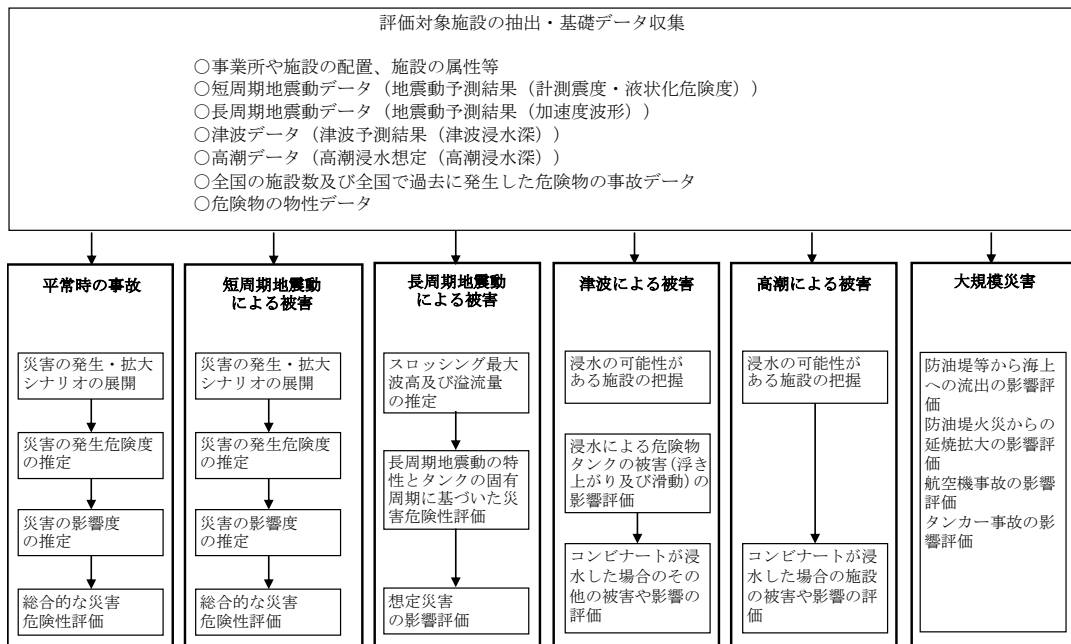 評価対象施設の抽出・基礎データ収集
○事業所や施設の配置、施設の属性等
○短周期地震動データ（地震動予測結果（計測震度・液状化危険度））
○長周期地震動データ（地震動予測結果（加速度波形））
○津波データ（津波予測結果（津波浸水深））
○高潮データ（高潮浸水想定（高潮浸水深））
○全国の施設数及び全国で過去に発生した危険物の事故データ
○危険物の物性データ
平常時の事故
災害の発生・拡大
シナリオの展開
災害の発生危険度
の推定
災害の影響度
の推定
総合的な災害
危険性評価
短周期地震動
による被害
災害の発生・拡大
シナリオの展開
災害の発生危険度
の推定
災害の影響度
の推定
総合的な災害
危険性評価
長周期地震動
による被害
スロッシング最大
波高及び溢流量
の推定
長周期地震動の特
性とタンクの固有
周期に基づいた災
害危険性評価
想定災害
の影響評価
津波による被害
浸水の可能性が
ある施設の把握
浸水による危険物
タンクの被害(浮き
上がり及び滑動)の
影響評価
コンビナートが浸
水した場合のその
他の被害や影響の
評価
高潮による被害
浸水の可能性が
ある施設の把握
コンビナートが浸
水した場合の施設
の被害や影響の評
価
大規模災害
防油堤等から海上
への流出の影響評
価
防油堤火災からの
延焼拡大の影響評
価
航空機事故の影響
評価
タンカー事故の影
響評価